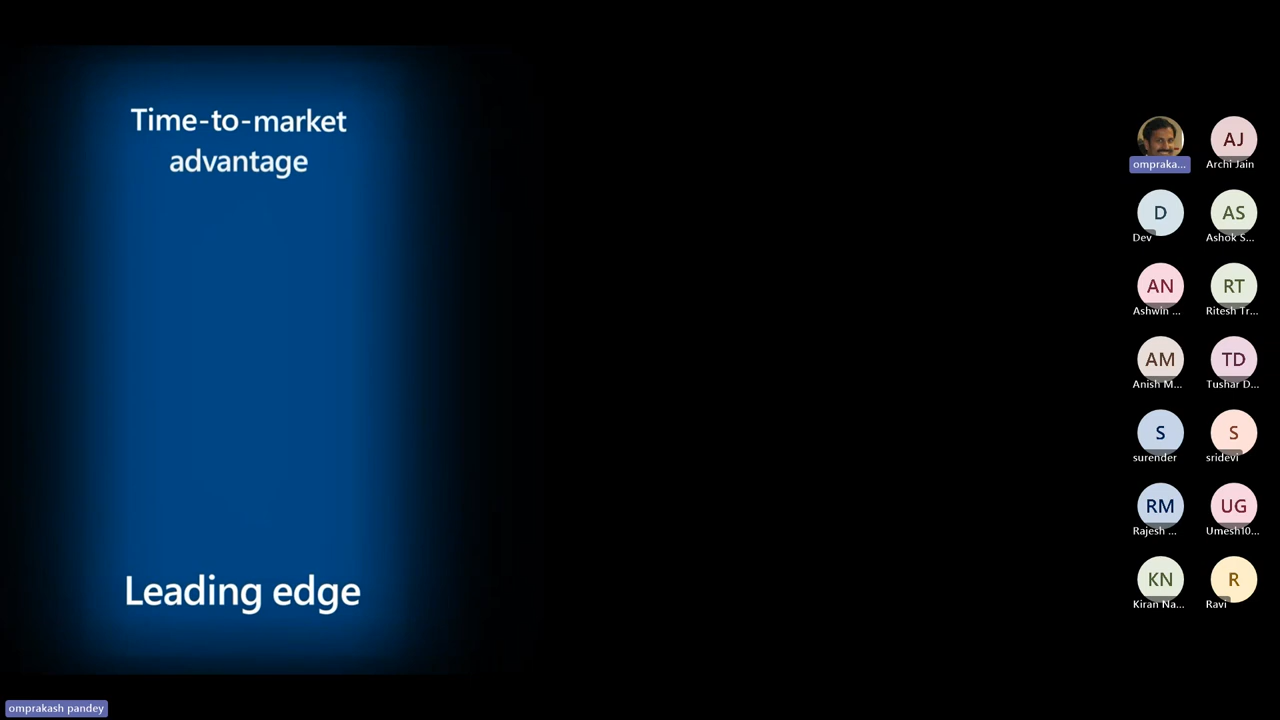 Time-to-market
advantage
Leading edge
ompraka...
AJ
Archi Jain
D
Dev
AS
Ashok S...
AN
Ashwin ...
RT
Ritesh Tr...
AM
Anish M...
TD
Tushar D...
S
surender
S
sridevi
RM
Rajesh ...
UG
Umesh10...
KN
Kiran Na...
R
Ravi
omprakash pandey